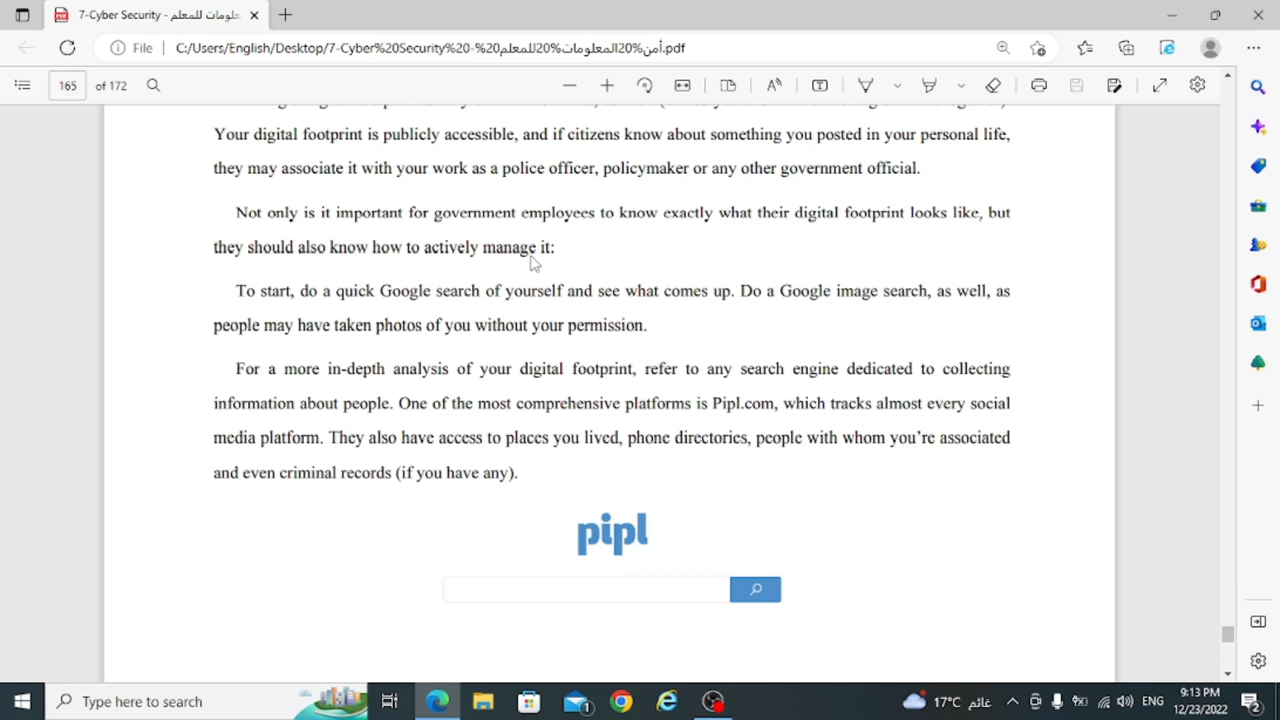 7-Cyber Security - أمن المعلومات للمعلم
File
C:/Users/English/Desktop/7-Cyber%20Security%20-%20أمن%20المعلومات%20للمعلم.pdf
165 of 172
Your digital footprint is publicly accessible, and if citizens know about something you posted in your personal life,
they may associate it with your work as a police officer, policymaker or any other government official.
Not only is it important for government employees to know exactly what their digital footprint looks like, but
they should also know how to actively manage it:
To start, do a quick Google search of yourself and see what comes up. Do a Google image search, as well, as
people may have taken photos of you without your permission.
For a more in-depth analysis of your digital footprint, refer to any search engine dedicated to collecting
information about people. One of the most comprehensive platforms is Pipl.com, which tracks almost every social
media platform. They also have access to places you lived, phone directories, people with whom you're associated
and even criminal records (if you have any).
pipl
Type here to search
17°C غائم
ENG
9:13 PM
12/23/2022